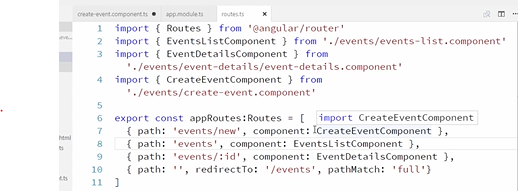 create-event.component.ts
app.module.ts
routes.ts
1 import { Routes } from '@angular/router'
2 import { EventsListComponent } from './events/events-list.component'
3 import { EventDetailsComponent } from
'./events/event-details/event-details.component'
4 import { CreateEventComponent } from
'./events/create-event.component'
5
6 export const appRoutes:Routes = [
import CreateEventComponent
7 { path: 'events/new', component: CreateEventComponent },
8 { path: 'events', component: EventsListComponent },
9 { path: 'events/:id', component: EventDetailsComponent },
10 { path: '', redirectTo: '/events', pathMatch: 'full'}
11 ]
html
t.ts